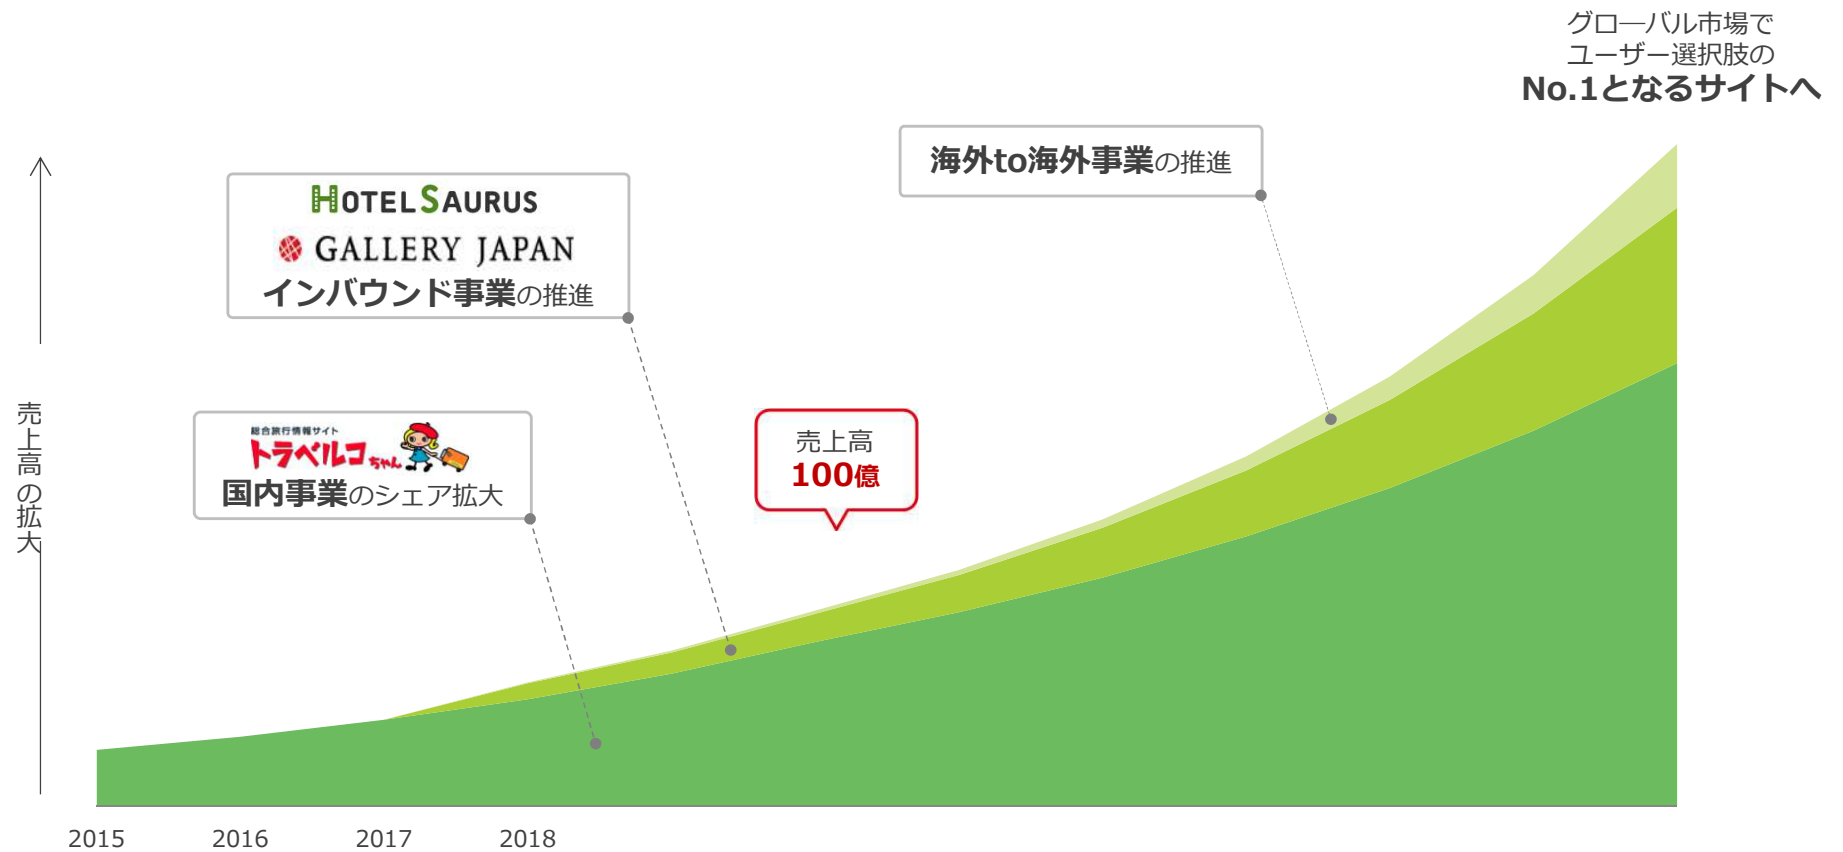 グローバル市場で
ユーザー選択肢の
No.1となるサイトへ
海外to海外事業の推進
HOTELSAURUS
GALLERY JAPAN
インバウンド事業の推進
売上高の拡大
総合旅行情報サイト
トラベルコちゃん
国内事業のシェア拡大
売上高
100億
2015 2016 2017 2018